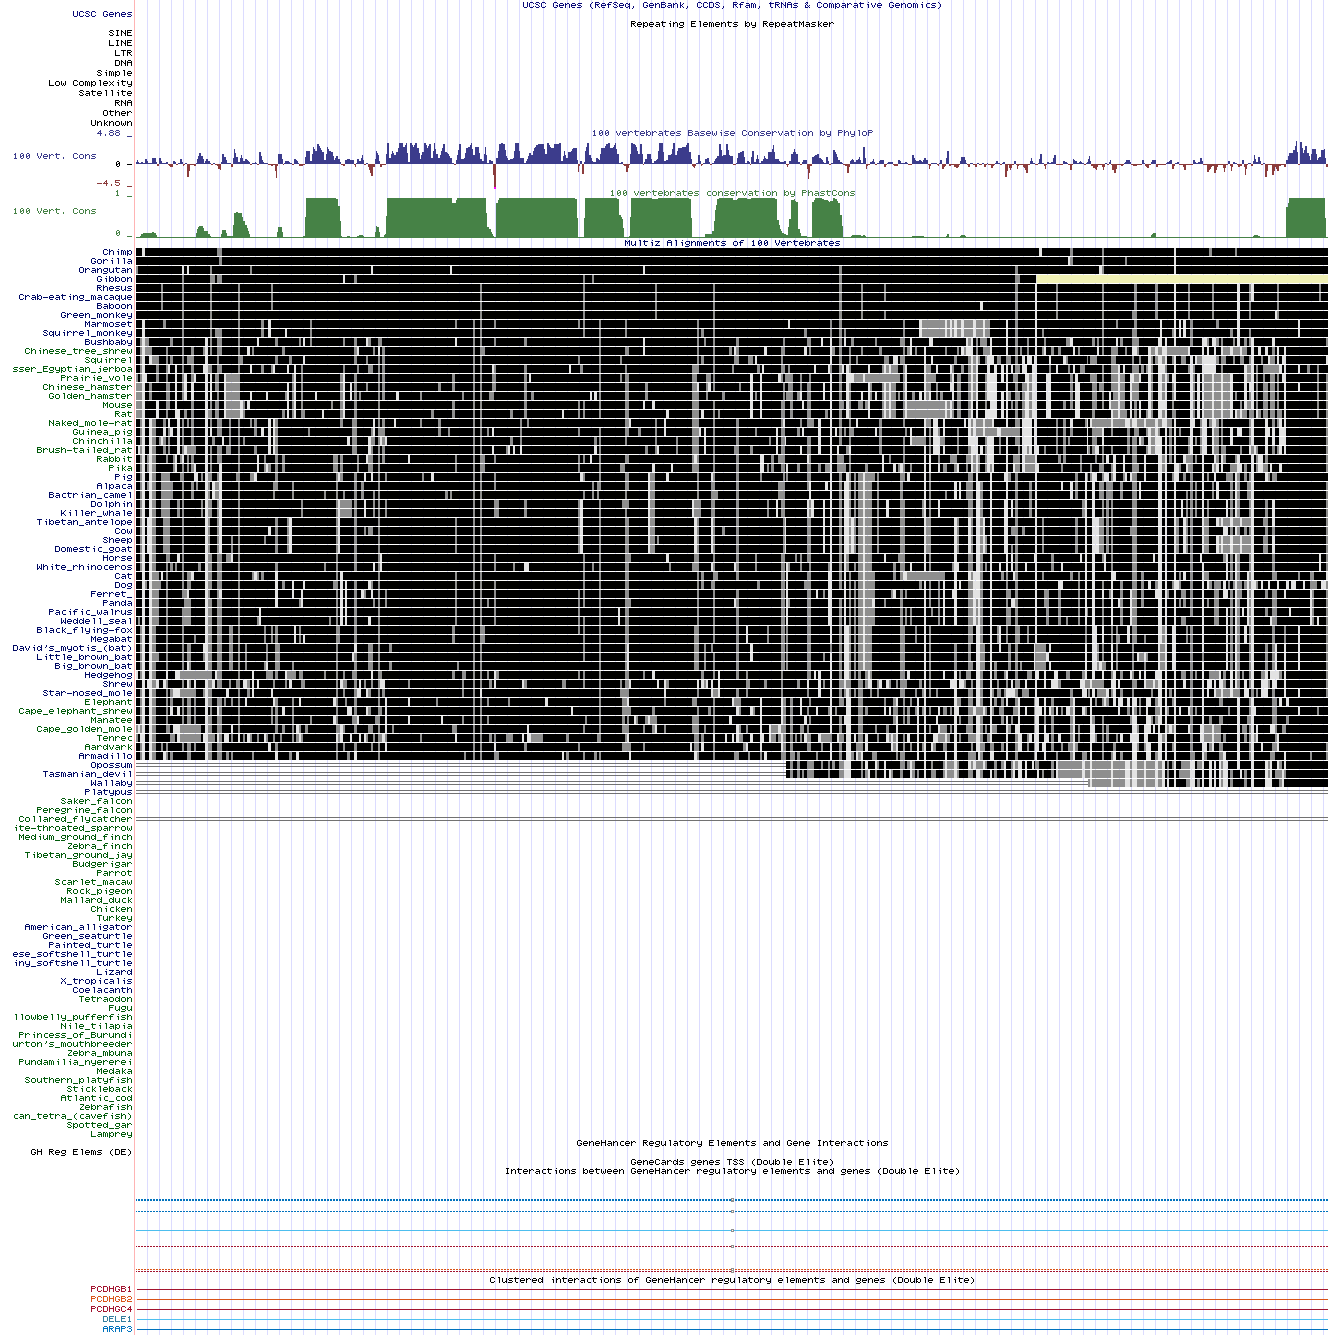 UCSC Genes (RefSeq, GenBank, CCDS, Rfam, tRNAs & Comparative Genomics)
UCSC Genes
Repeating Elements by RepeatMasker
SINE
LINE
LTR
DNA
Simple
Low Complexity
Satellite
RNA
Other
Unknown
4.88 _
100 vertebrates Basewise Conservation by PhyloP
100 Vert. Cons
0 _
-4.5 _
1 _
100 vertebrates conservation by PhastCons
100 Vert. Cons
0 _
Multiz Alignments of 100 Vertebrates
Chimp
Gorilla
Orangutan
Gibbon
Rhesus
Crab-eating_macaque
Baboon
Green_monkey
Marmoset
Squirrel_monkey
Bushbaby
Chinese_tree_shrew
Squirrel
sser_Egyptian_jerboa
Prairie_vole
Chinese_hamster
Golden_hamster
Mouse
Rat
Naked_mole-rat
Guinea_pig
Chinchilla
Brush-tailed_rat
Rabbit
Pika
Pig
Alpaca
Bactrian_camel
Dolphin
Killer_whale
Tibetan_antelope
Cow
Sheep
Domestic_goat
Horse
White_rhinoceros
Cat
Dog
Ferret_
Panda
Pacific_walrus
Weddell_seal
Black_flying-fox
Megabat
David's_myotis_(bat)
Little_brown_bat
Big_brown_bat
Hedgehog
Shrew
Star-nosed_mole
Elephant
Cape_elephant_shrew
Manatee
Cape_golden_mole
Tenrec
Aardvark
Armadillo
Opossum
Tasmanian_devil
Wallaby
Platypus
Saker_falcon
Peregrine_falcon
Collared_flycatcher
ite-throated_sparrow
Medium_ground_finch
Zebra_finch
Tibetan_ground_jay
Budgerigar
Parrot
Scarlet_macaw
Rock_pigeon
Mallard_duck
Chicken
Turkey
American_alligator
Green_seaturtle
Painted_turtle
ese_softshell_turtle
iny_softshell_turtle
Lizard
X_tropicalis
Coelacanth
Tetraodon
Fugu
llowbelly_pufferfish
Nile_tilapia
Princess_of_Burundi
urton's_mouthbreeder
Zebra_mbuna
Pundamilia_nyererei
Medaka
Southern_platyfish
Stickleback
Atlantic_cod
Zebrafish
can_tetra_(cavefish)
Spotted_gar
Lamprey
GeneHancer Regulatory Elements and Gene Interactions
GH Reg Elems (DE)
GeneCards genes TSS (Double Elite)
Interactions between GeneHancer regulatory elements and genes (Double Elite)
Clustered interactions of GeneHancer regulatory elements and genes (Double Elite)
PCDHGB1
PCDHGB2
PCDHGC4
DELE1
ARAP3